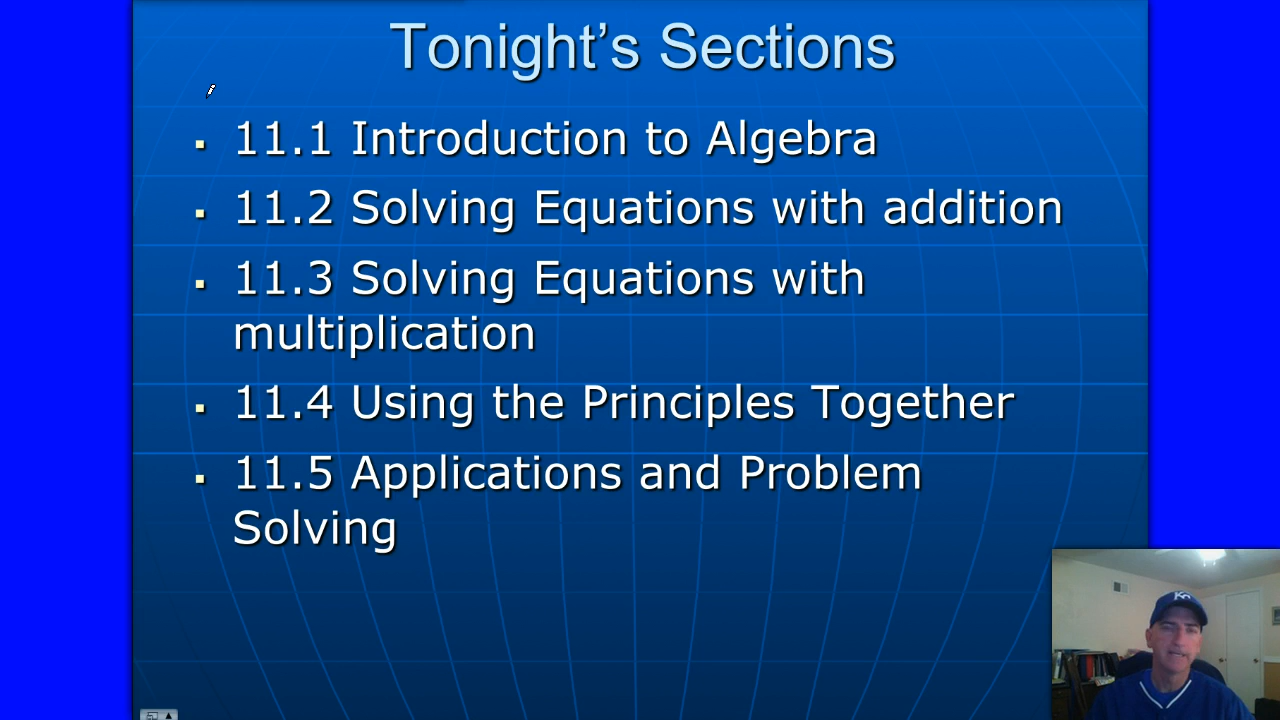 Tonight’s Sections
▪ 11.1 Introduction to Algebra
▪ 11.2 Solving Equations with addition
▪ 11.3 Solving Equations with
multiplication
▪ 11.4 Using the Principles Together
▪ 11.5 Applications and Problem
Solving
KC